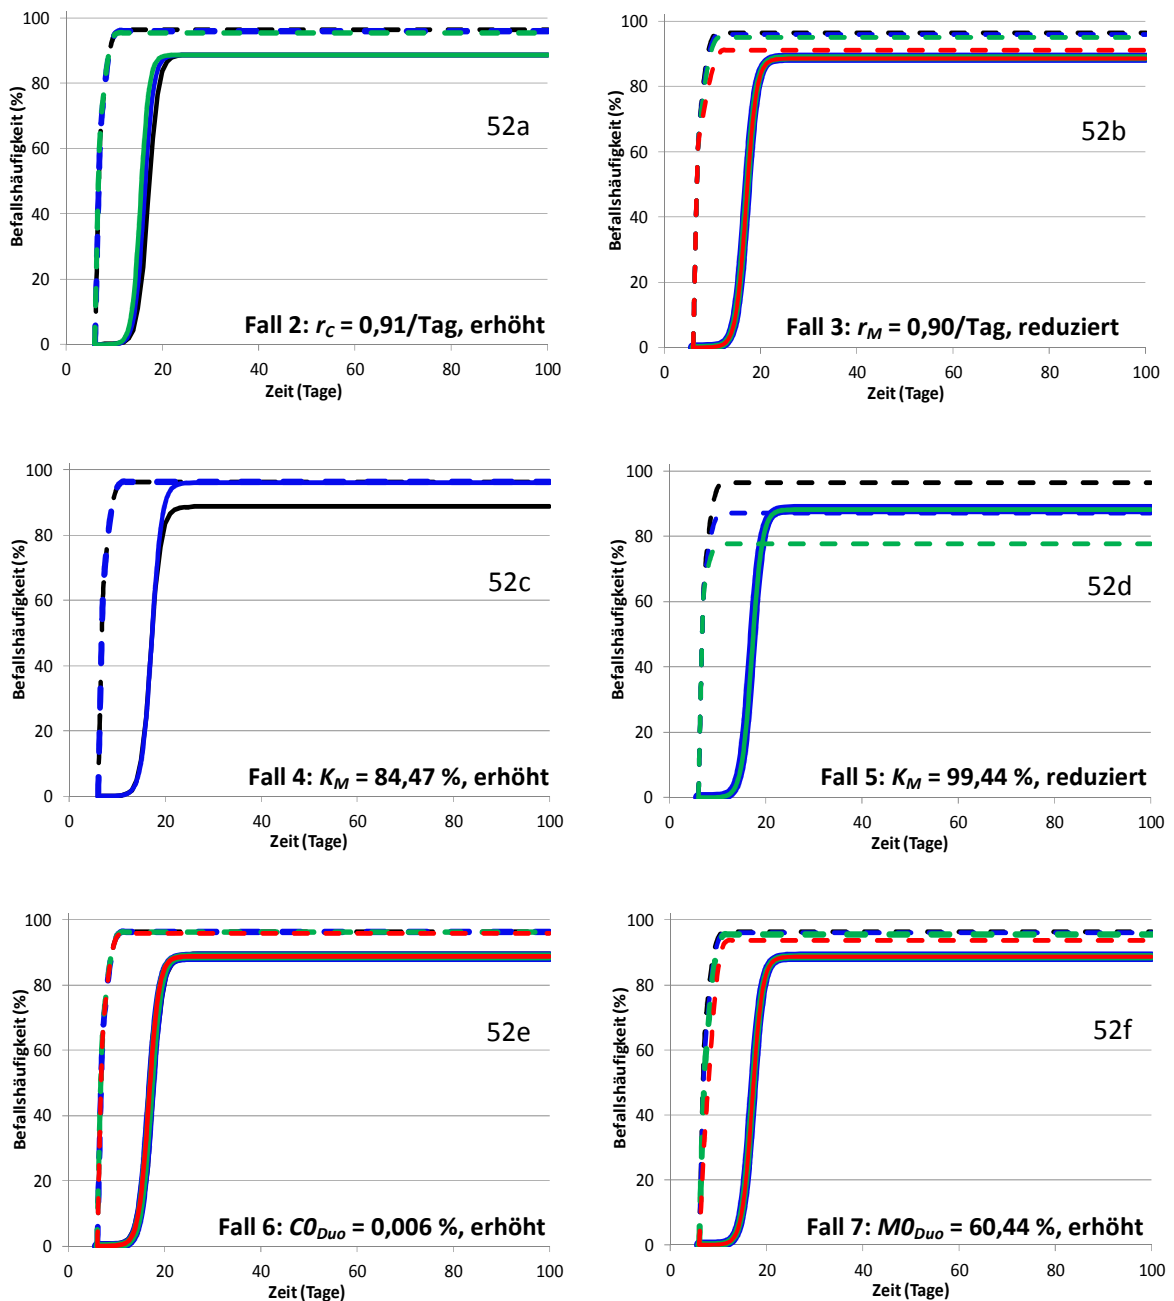 Befallshäufigkeit (%)
100
80
60
40
20
0
52a
Fall 2: rC = 0,91/Tag, erhöht
0 20 40 60 80 100
Zeit (Tage)
Befallshäufigkeit (%)
100
80
60
40
20
0
52b
Fall 3: rM = 0,90/Tag, reduziert
0 20 40 60 80 100
Zeit (Tage)
Befallshäufigkeit (%)
100
80
60
40
20
0
52c
Fall 4: KM = 84,47 %, erhöht
0 20 40 60 80 100
Zeit (Tage)
Befallshäufigkeit (%)
100
80
60
40
20
0
52d
Fall 5: KM = 99,44 %, reduziert
0 20 40 60 80 100
Zeit (Tage)
Befallshäufigkeit (%)
100
80
60
40
20
0
52e
Fall 6: C0Duo = 0,006 %, erhöht
0 20 40 60 80 100
Zeit (Tage)
Befallshäufigkeit (%)
100
80
60
40
20
0
52f
Fall 7: M0Duo = 60,44 %, erhöht
0 20 40 60 80 100
Zeit (Tage)